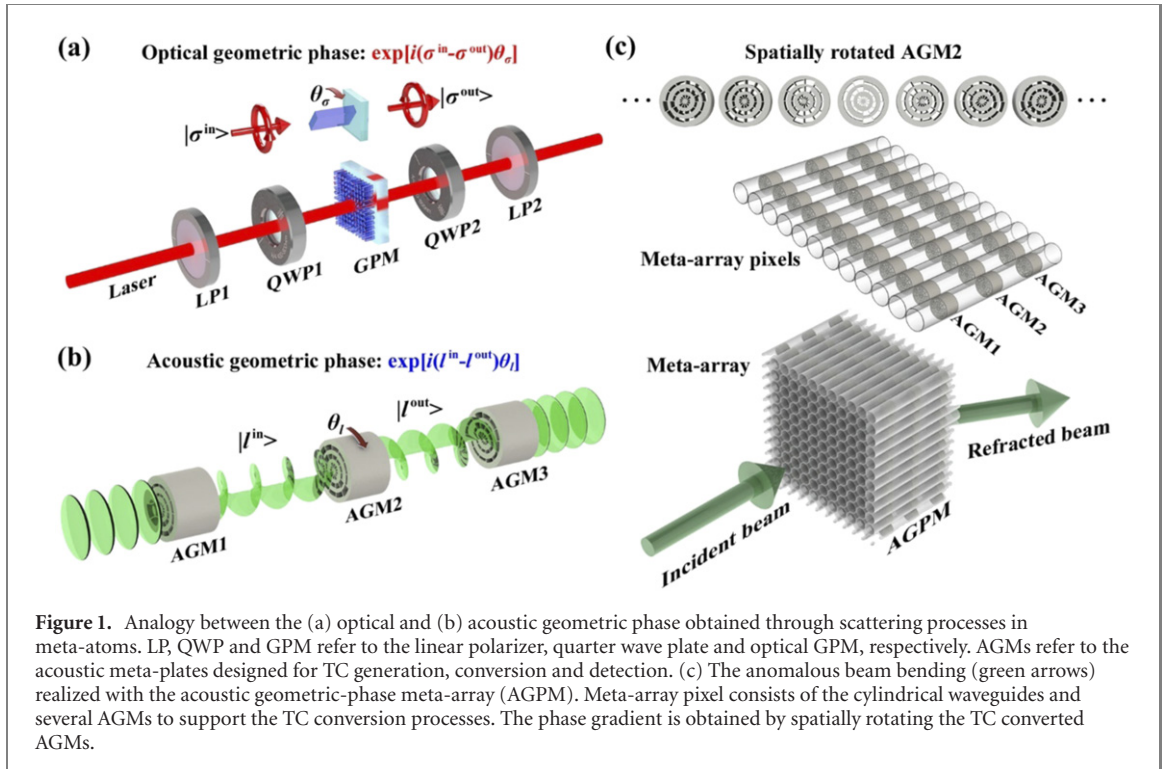 (a)
Optical geometric phase: exp[i(σⁱⁿ-σᵒᵘᵗ)θσ]
θσ
|σⁱⁿ>
|σᵒᵘᵗ>
Laser
LP1
QWP1
GPM
QWP2
LP2
(b)
Acoustic geometric phase: exp[i(lⁱⁿ-lᵒᵘᵗ)θl]
|lⁱⁿ>
θl
|lᵒᵘᵗ>
AGM1
AGM2
AGM3
(c)
Spatially rotated AGM2
··· ···
Meta-array pixels
AGM1
AGM2
AGM3
Meta-array
Incident beam
Refracted beam
AGPM
Figure 1. Analogy between the (a) optical and (b) acoustic geometric phase obtained through scattering processes in
meta-atoms. LP, QWP and GPM refer to the linear polarizer, quarter wave plate and optical GPM, respectively. AGMs refer to the
acoustic meta-plates designed for TC generation, conversion and detection. (c) The anomalous beam bending (green arrows)
realized with the acoustic geometric-phase meta-array (AGPM). Meta-array pixel consists of the cylindrical waveguides and
several AGMs to support the TC conversion processes. The phase gradient is obtained by spatially rotating the TC converted
AGMs.